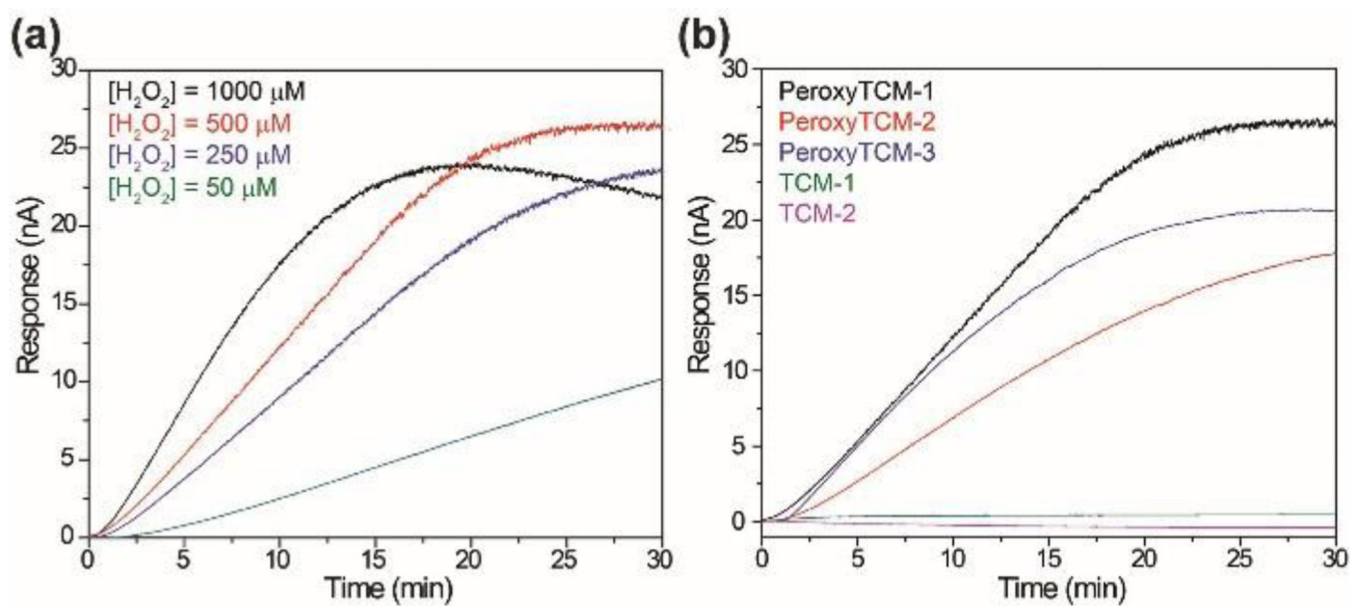 (a)
[H₂O₂] = 1000 μM
[H₂O₂] = 500 μM
[H₂O₂] = 250 μM
[H₂O₂] = 50 μM
Response (nA)
30
25
20
15
10
5
0
0 5 10 15 20 25 30
Time (min)
(b)
PeroxyTCM-1
PeroxyTCM-2
PeroxyTCM-3
TCM-1
TCM-2
Response (nA)
30
25
20
15
10
5
0
0 5 10 15 20 25 30
Time (min)